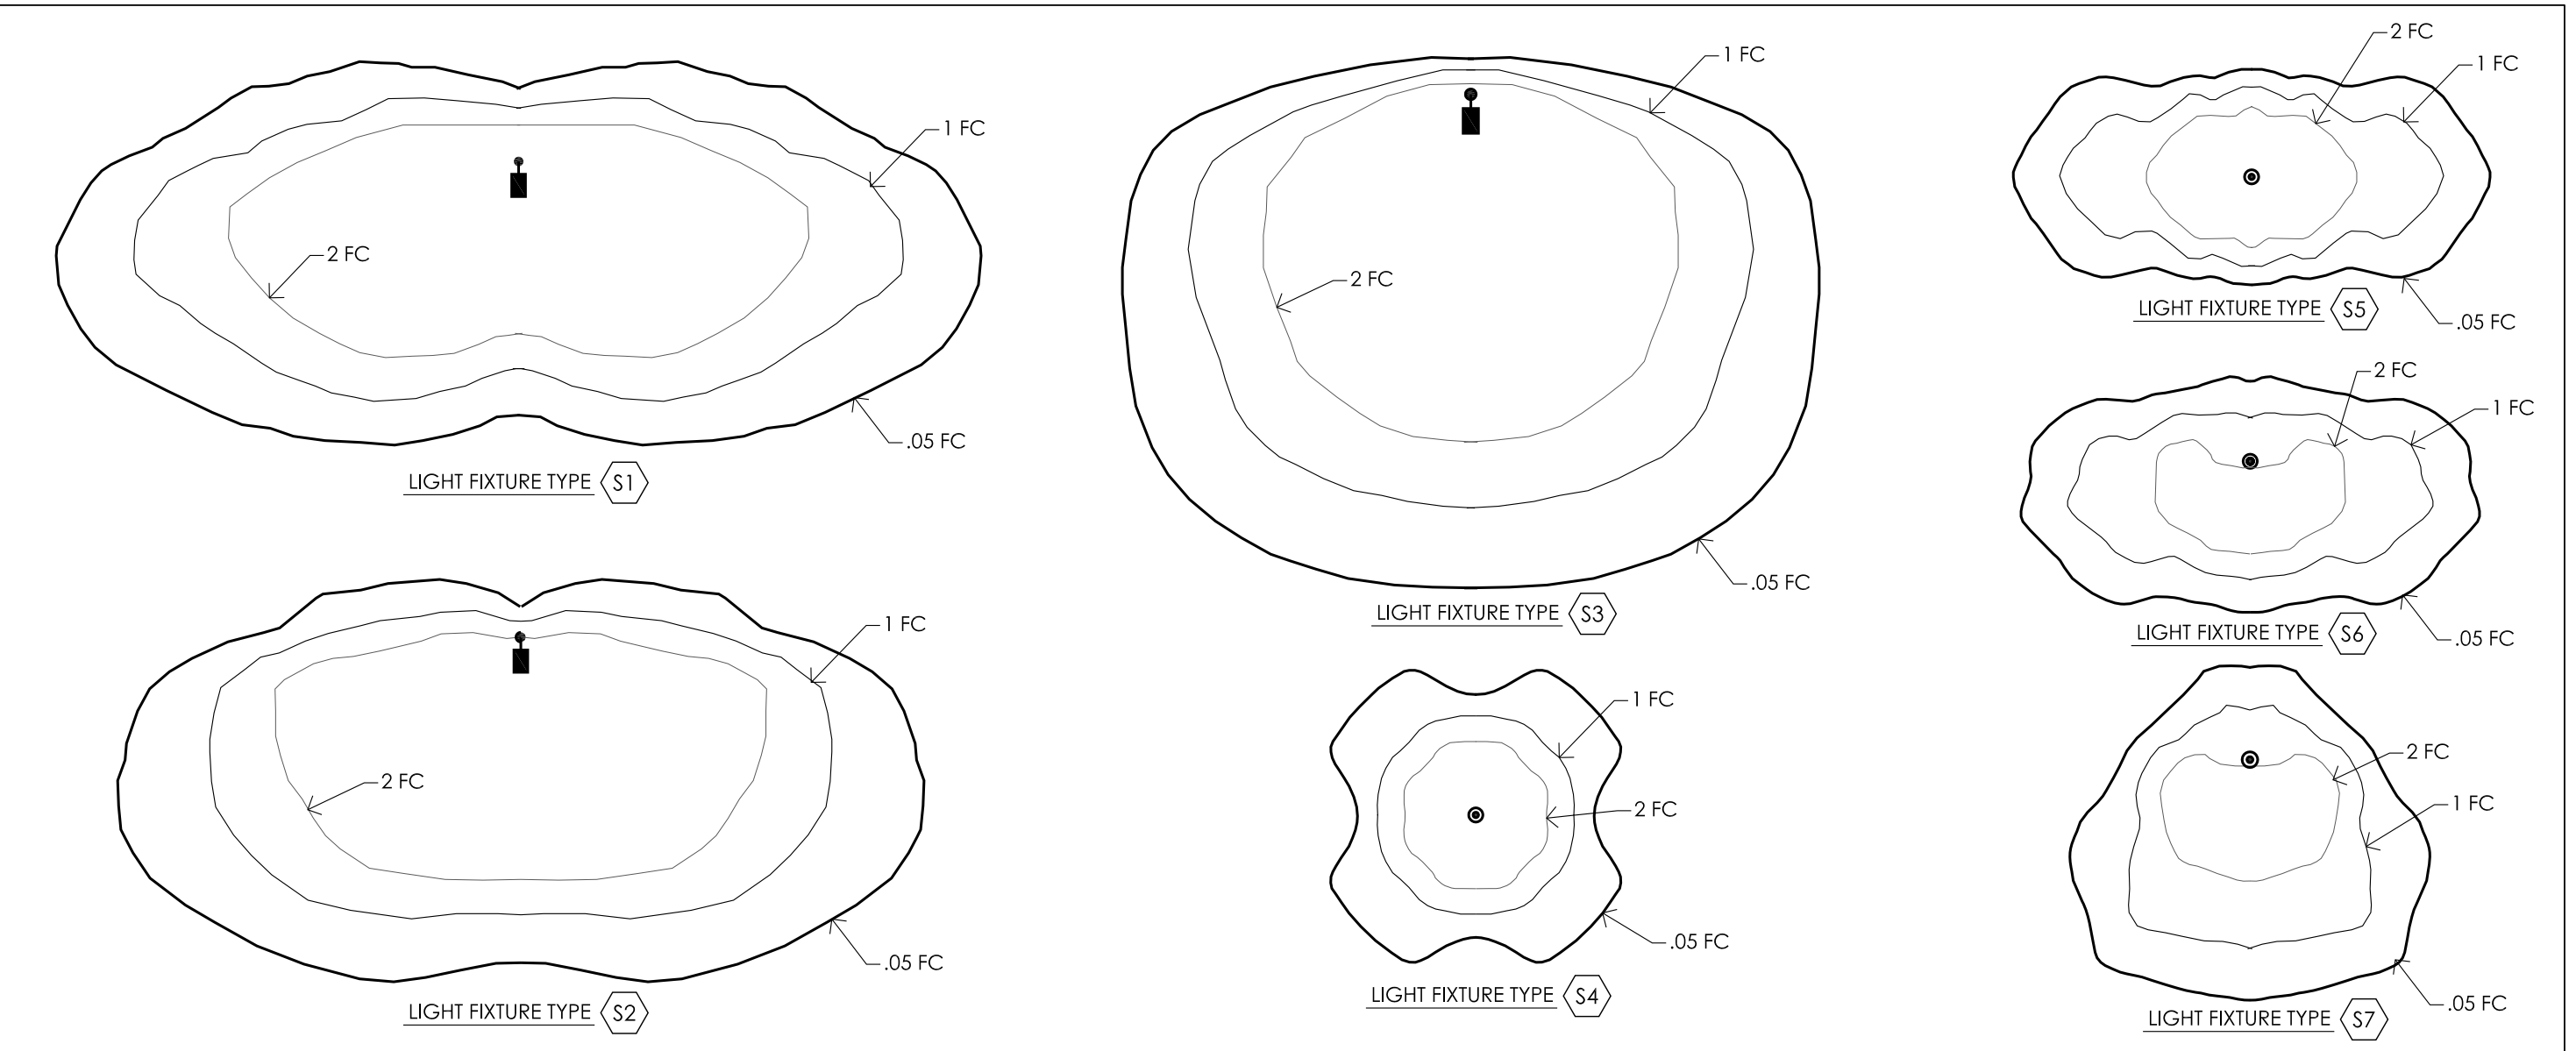 1 FC
2 FC
.05 FC
LIGHT FIXTURE TYPE S1
1 FC
2 FC
.05 FC
LIGHT FIXTURE TYPE S2
1 FC
2 FC
.05 FC
LIGHT FIXTURE TYPE S3
1 FC
2 FC
.05 FC
LIGHT FIXTURE TYPE S4
2 FC
1 FC
LIGHT FIXTURE TYPE S5
.05 FC
2 FC
1 FC
LIGHT FIXTURE TYPE S6
.05 FC
2 FC
1 FC
.05 FC
LIGHT FIXTURE TYPE S7